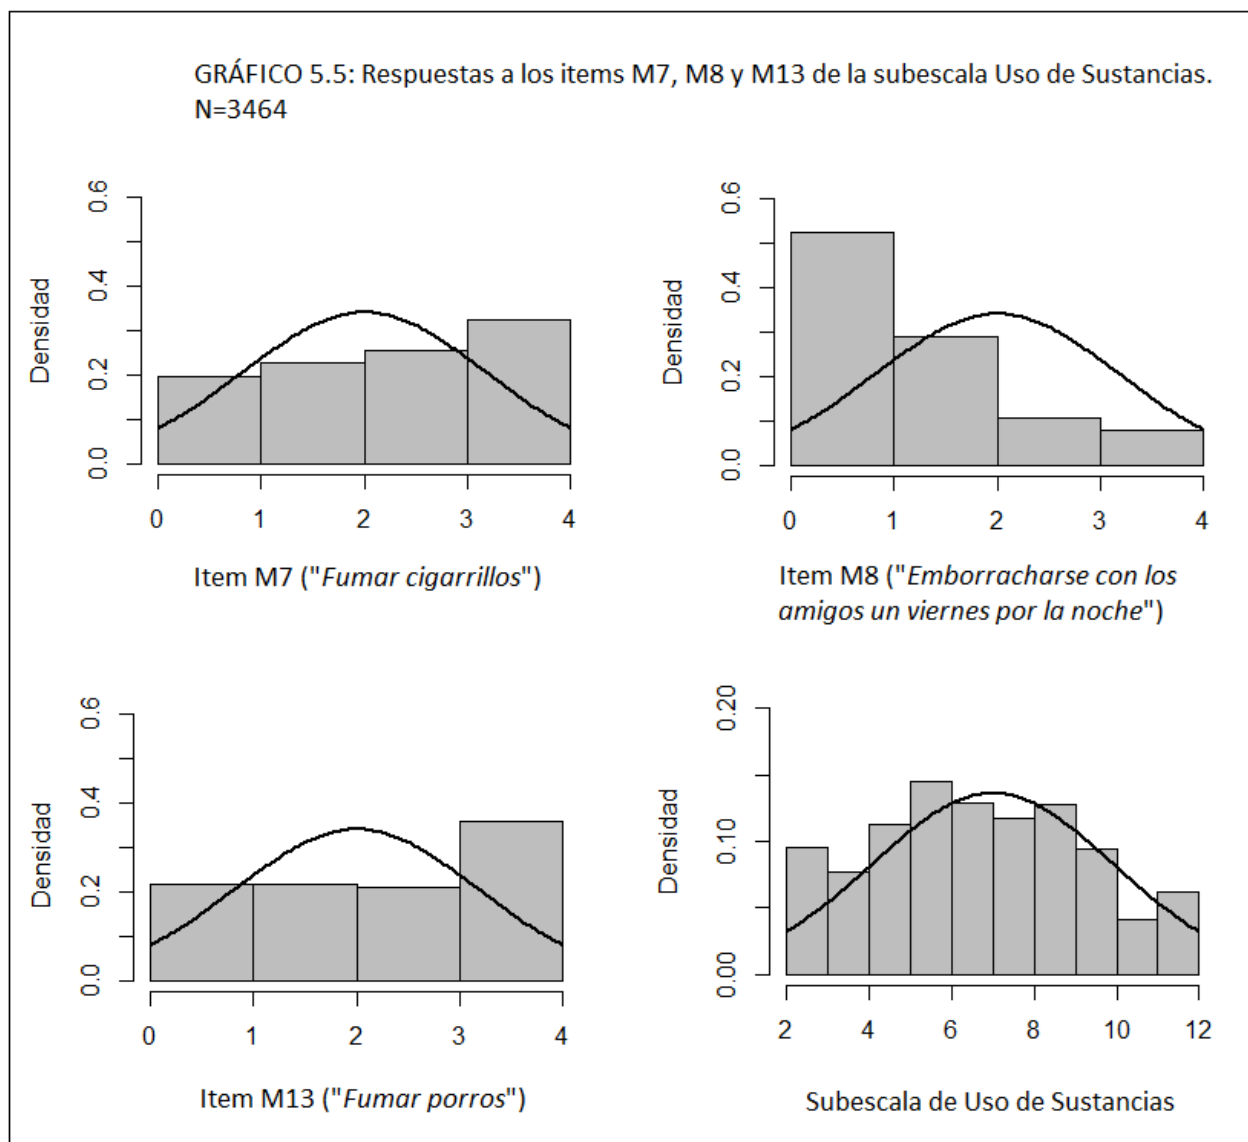 GRÁFICO 5.5: Respuestas a los items M7, M8 y M13 de la subescala Uso de Sustancias.
N=3464
Densidad
0.0 0.2 0.4 0.6
0 1 2 3 4
Item M7 ("Fumar cigarrillos")
Densidad
0.0 0.2 0.4 0.6
0 1 2 3 4
Item M8 ("Emborracharse con los
amigos un viernes por la noche")
Densidad
0.0 0.2 0.4 0.6
0 1 2 3 4
Item M13 ("Fumar porros")
Densidad
0.00 0.10 0.20
2 4 6 8 10 12
Subescala de Uso de Sustancias